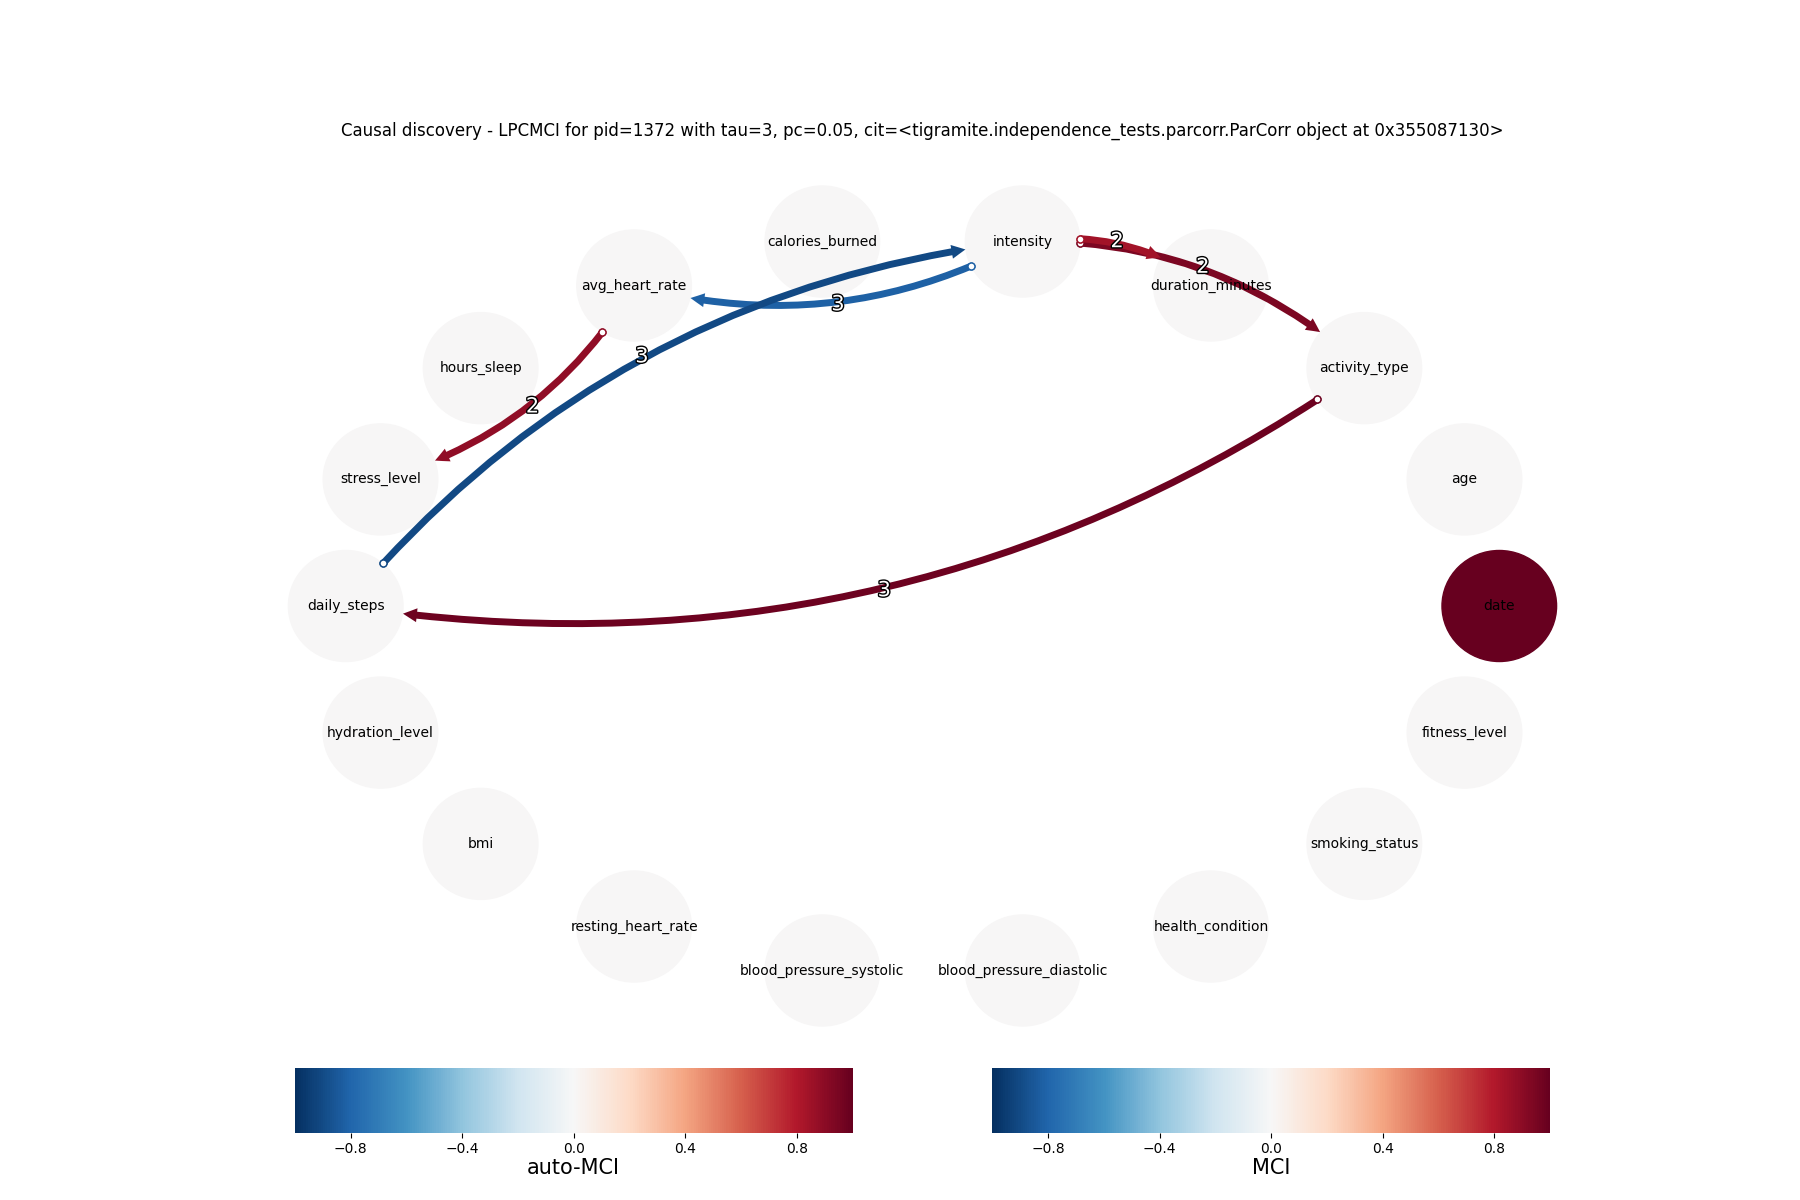 Causal discovery - LPCMCI for pid=1372 with tau=3, pc=0.05, cit=<tigramite.independence_tests.parcorr.ParCorr object at 0x355087130>
calories_burned
intensity
2
2
avg_heart_rate
duration_minutes
3
3
hours_sleep
activity_type
2
stress_level
age
3
daily_steps
date
hydration_level
fitness_level
bmi
smoking_status
resting_heart_rate
health_condition
blood_pressure_systolic
blood_pressure_diastolic
−0.8 −0.4 0.0 0.4 0.8
auto-MCI
−0.8 −0.4 0.0 0.4 0.8
MCI